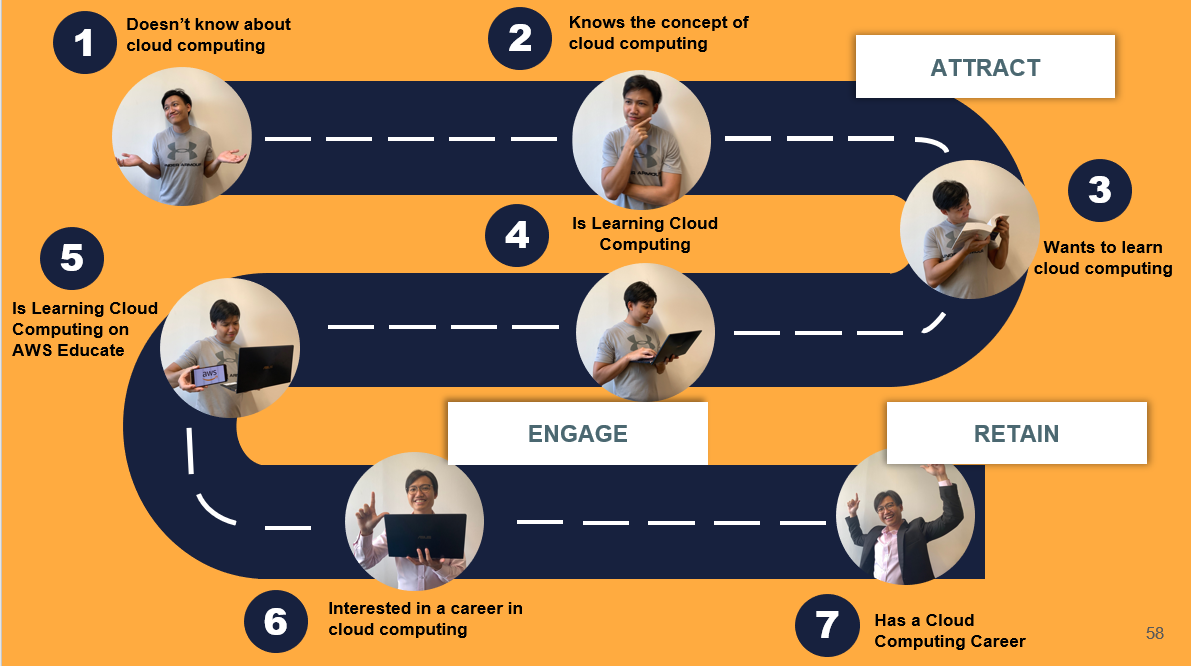 1
Doesn’t know about
cloud computing
2
Knows the concept of
cloud computing
ATTRACT
3
Wants to learn
cloud computing
4
Is Learning Cloud
Computing
5
Is Learning Cloud
Computing on
AWS Educate
aws
ENGAGE
RETAIN
6
Interested in a career in
cloud computing
7
Has a Cloud
Computing Career
58